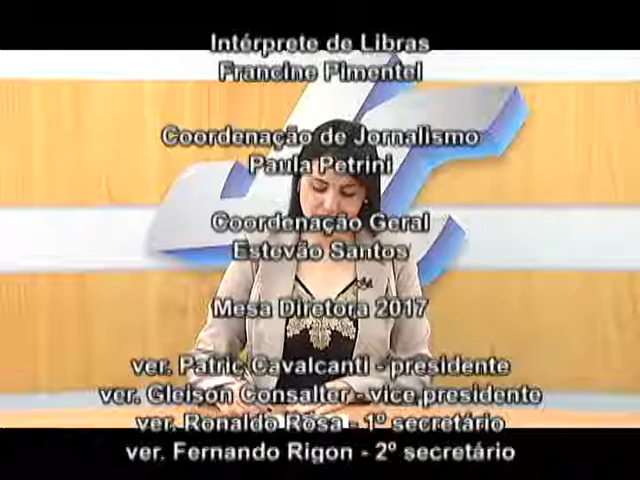 Intérprete de Libras
Francine Pimentel
Coordenação de Jornalismo
Paula Petrini
Coordenação Geral
Estevão Santos
Mesa Diretora 2017
ver. Patric Cavalcanti - presidente
ver. Gleison Consalter - vice presidente
ver. Ronaldo Rosa - 1º secretário
ver. Fernando Rigon - 2º secretário